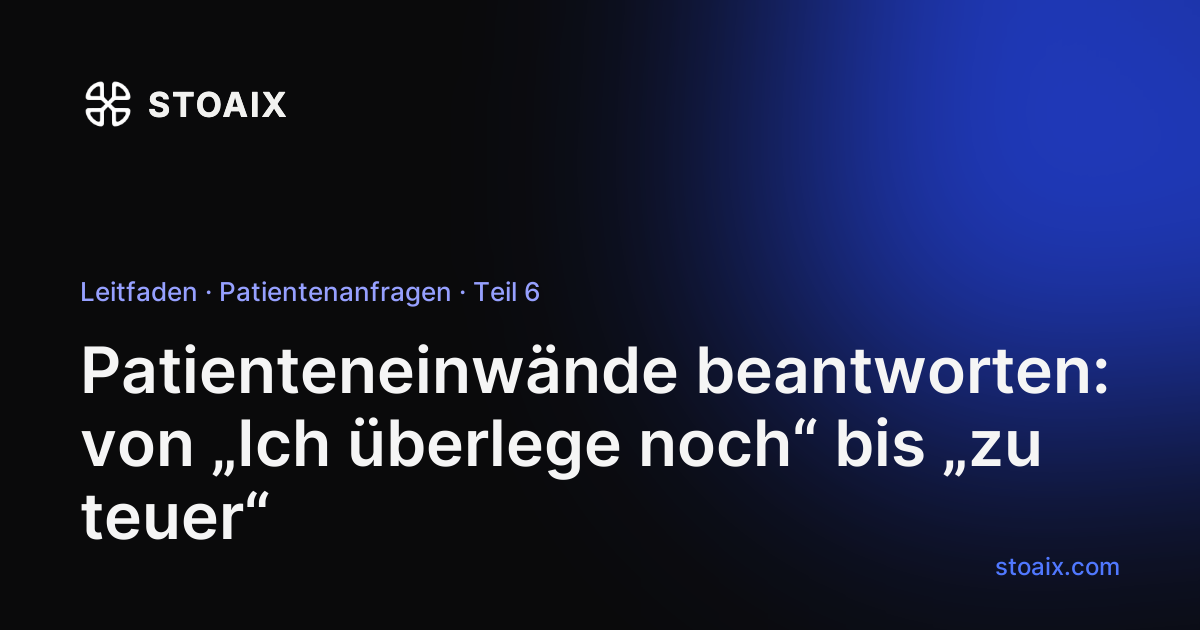 STOAIX
Leitfaden · Patientenanfragen · Teil 6
Patienteneinwände beantworten:
von „Ich überlege noch“ bis „zu
teuer“
stoaix.com